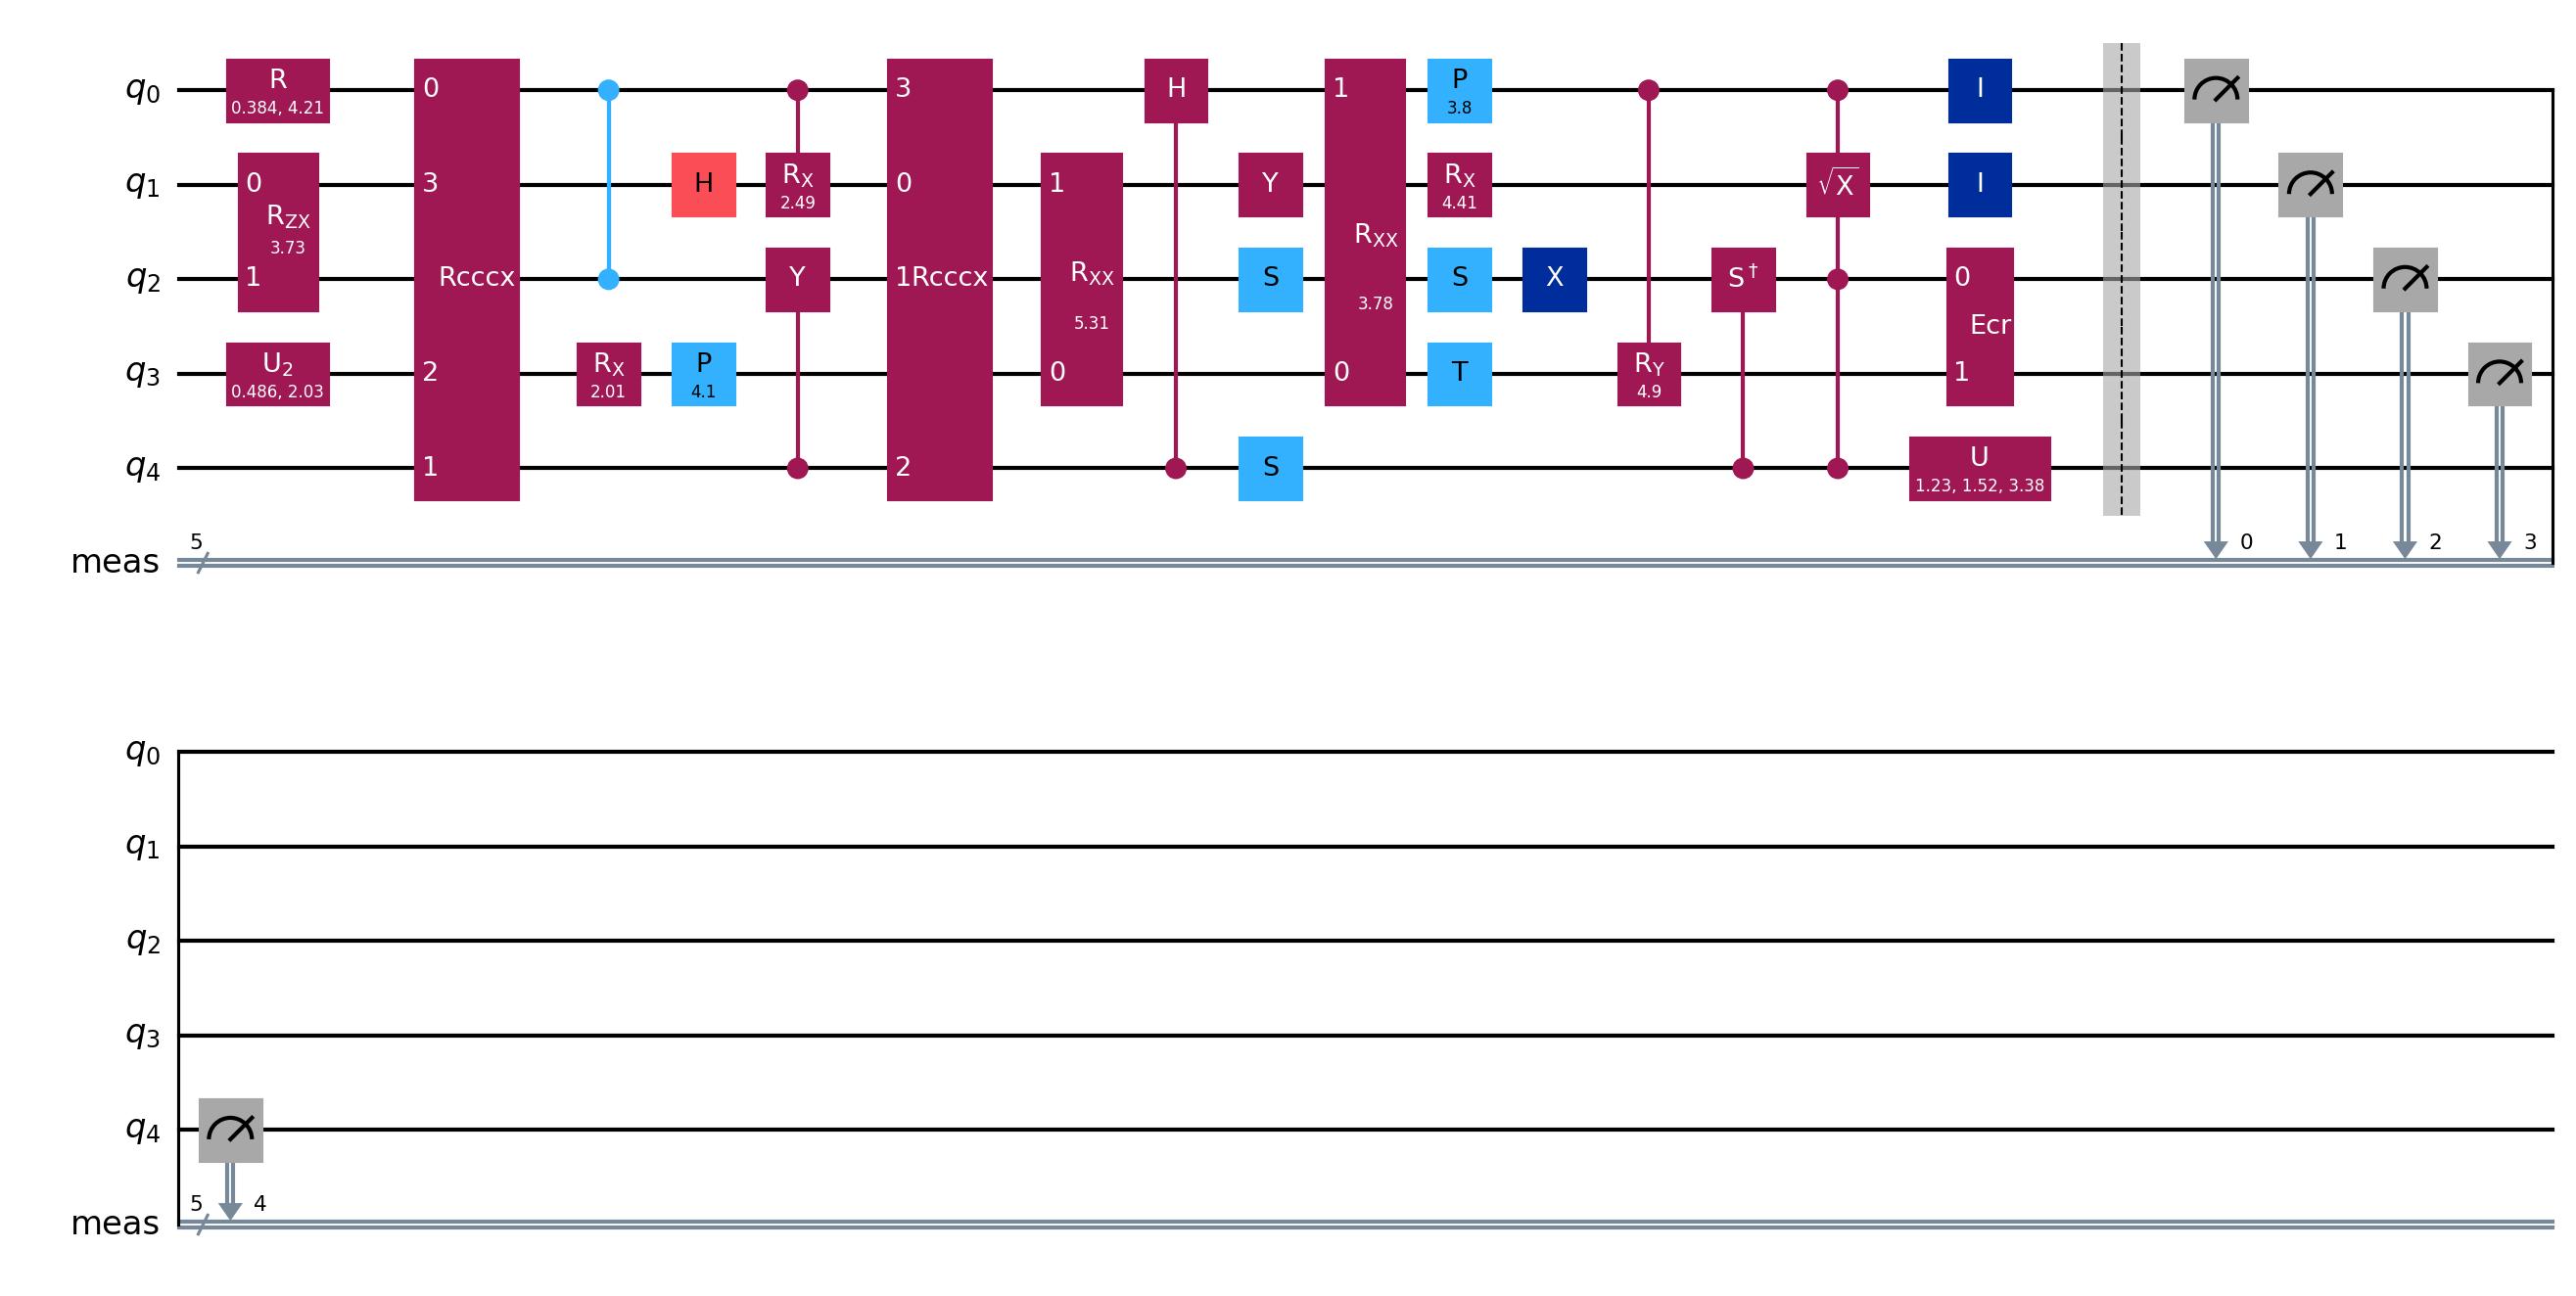 q0 R 0.384, 4.21 0 3 H 1 P 3.8 I
q1 0 3 H RX 2.49 0 1 Y RX 4.41 √X I
RZX 3.73 RXX 3.78
q2 1 Rcccx Y 1Rcccx RXX 5.31 S S X S† 0
Ecr
q3 U2 0.486, 2.03 2 RX 2.01 P 4.1 0 0 T RY 4.9 1
q4 1 2 S U 1.23, 1.52, 3.38
meas 5 0 1 2 3
q0
q1
q2
q3
q4
meas 5 4